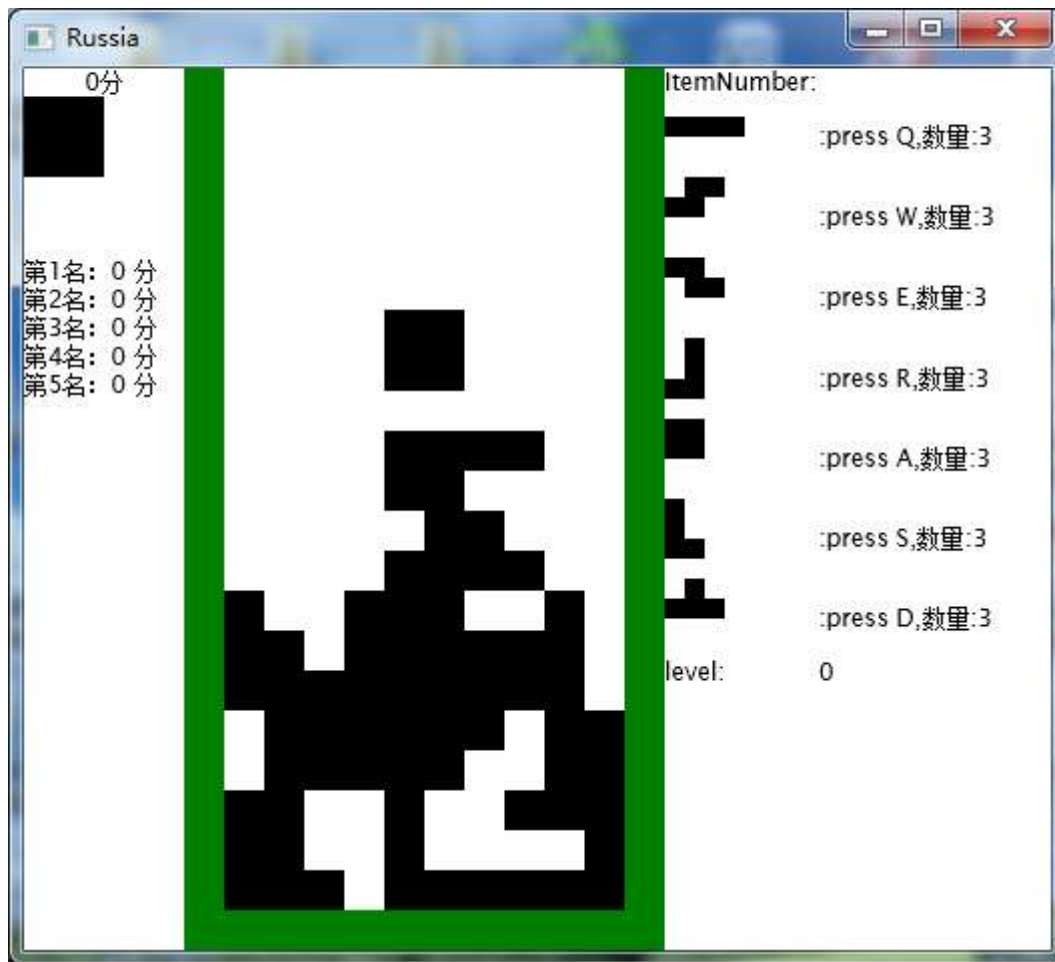 Russia
0分
第1名：0 分
第2名：0 分
第3名：0 分
第4名：0 分
第5名：0 分
ItemNumber:
:press Q,数量:3
:press W,数量:3
:press E,数量:3
:press R,数量:3
:press A,数量:3
:press S,数量:3
:press D,数量:3
level: 0